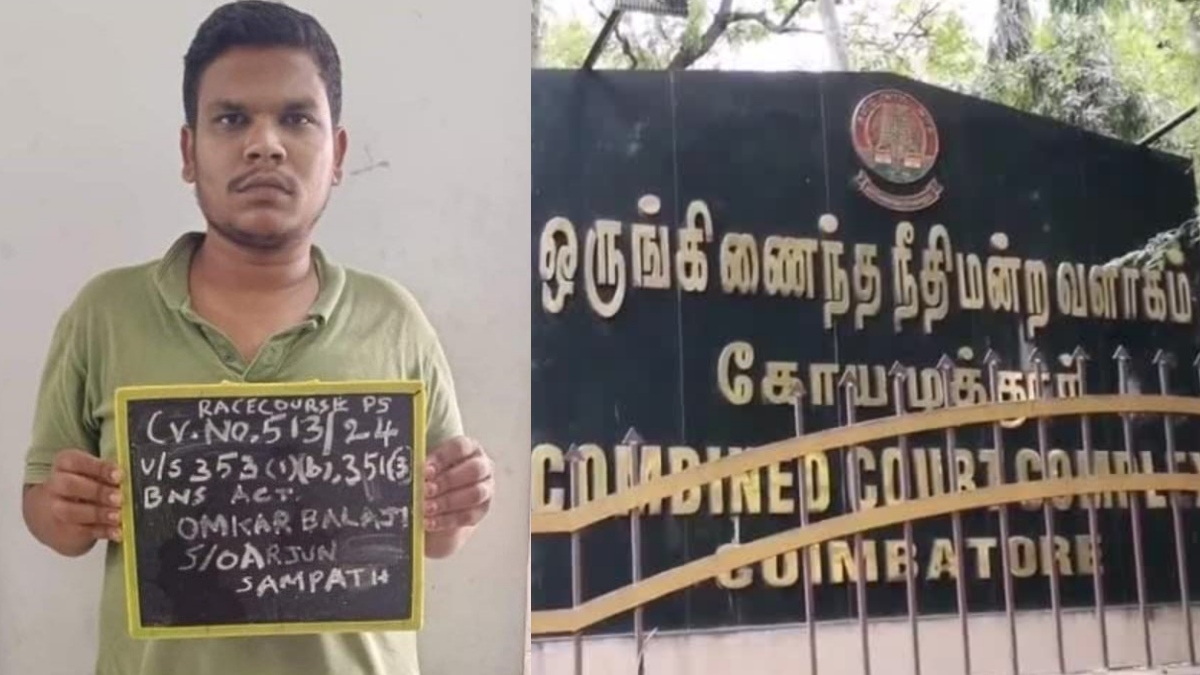 RACECOURSE PS
Cr.NO.513/24
U/S 353(1)(b), 351(3)
BNS ACT.
OMKAR BALAJI
S/O ARJUN
SAMPATH
ஒருங்கிணைந்த நீதிமன்ற வளாகம்
கோயமுத்தூர்
COMBINED COURT COMPLEX
COIMBATORE